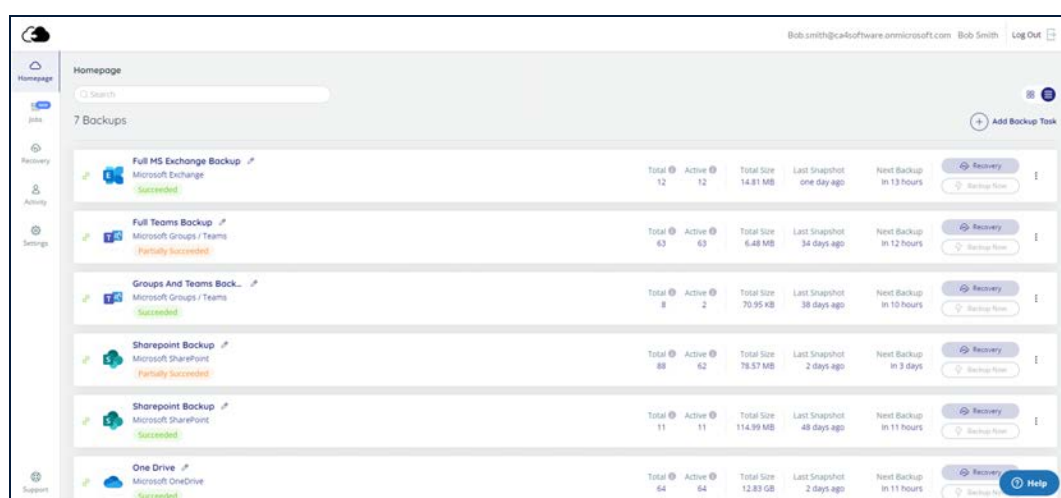 Bob.smith@ca4software.onmicrosoft.com Bob Smith Log Out
Homepage
Jobs
Recovery
Activity
Settings
Support
Homepage
Search
7 Backups
Add Backup Task
Full MS Exchange Backup
Microsoft Exchange
Succeeded
Total Active Total Size Last Snapshot Next Backup
12 12 14.81 MB one day ago In 13 hours
Recovery
Backup Now
Full Teams Backup
Microsoft Groups / Teams
Partially Succeeded
Total Active Total Size Last Snapshot Next Backup
63 63 6.48 MB 34 days ago In 12 hours
Recovery
Backup Now
Groups And Teams Back...
Microsoft Groups / Teams
Succeeded
Total Active Total Size Last Snapshot Next Backup
8 2 70.95 KB 38 days ago In 10 hours
Recovery
Backup Now
Sharepoint Backup
Microsoft SharePoint
Partially Succeeded
Total Active Total Size Last Snapshot Next Backup
88 62 78.57 MB 2 days ago In 3 days
Recovery
Backup Now
Sharepoint Backup
Microsoft SharePoint
Succeeded
Total Active Total Size Last Snapshot Next Backup
11 11 114.99 MB 48 days ago In 11 hours
Recovery
Backup Now
One Drive
Microsoft OneDrive
Succeeded
Total Active Total Size Last Snapshot Next Backup
64 64 12.83 GB 2 days ago In 11 hours
Recovery
Help